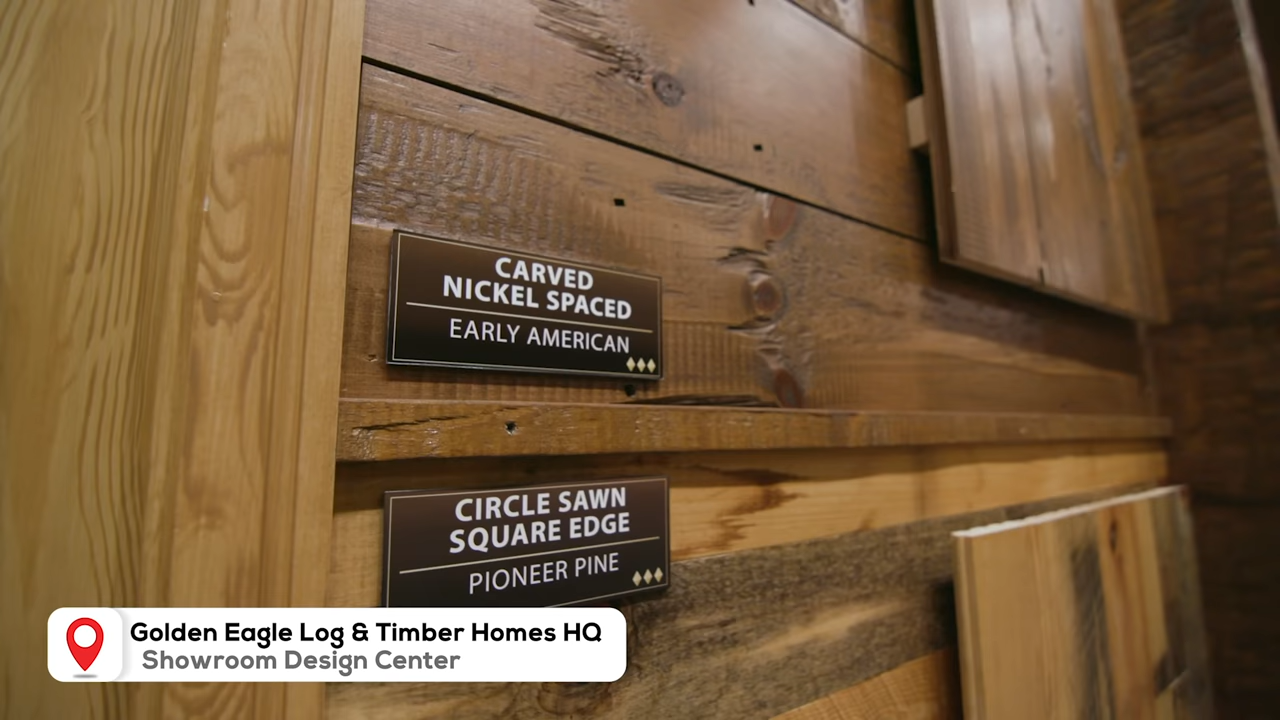 CARVED
NICKEL SPACED
EARLY AMERICAN
CIRCLE SAWN
SQUARE EDGE
PIONEER PINE
Golden Eagle Log & Timber Homes HQ
Showroom Design Center